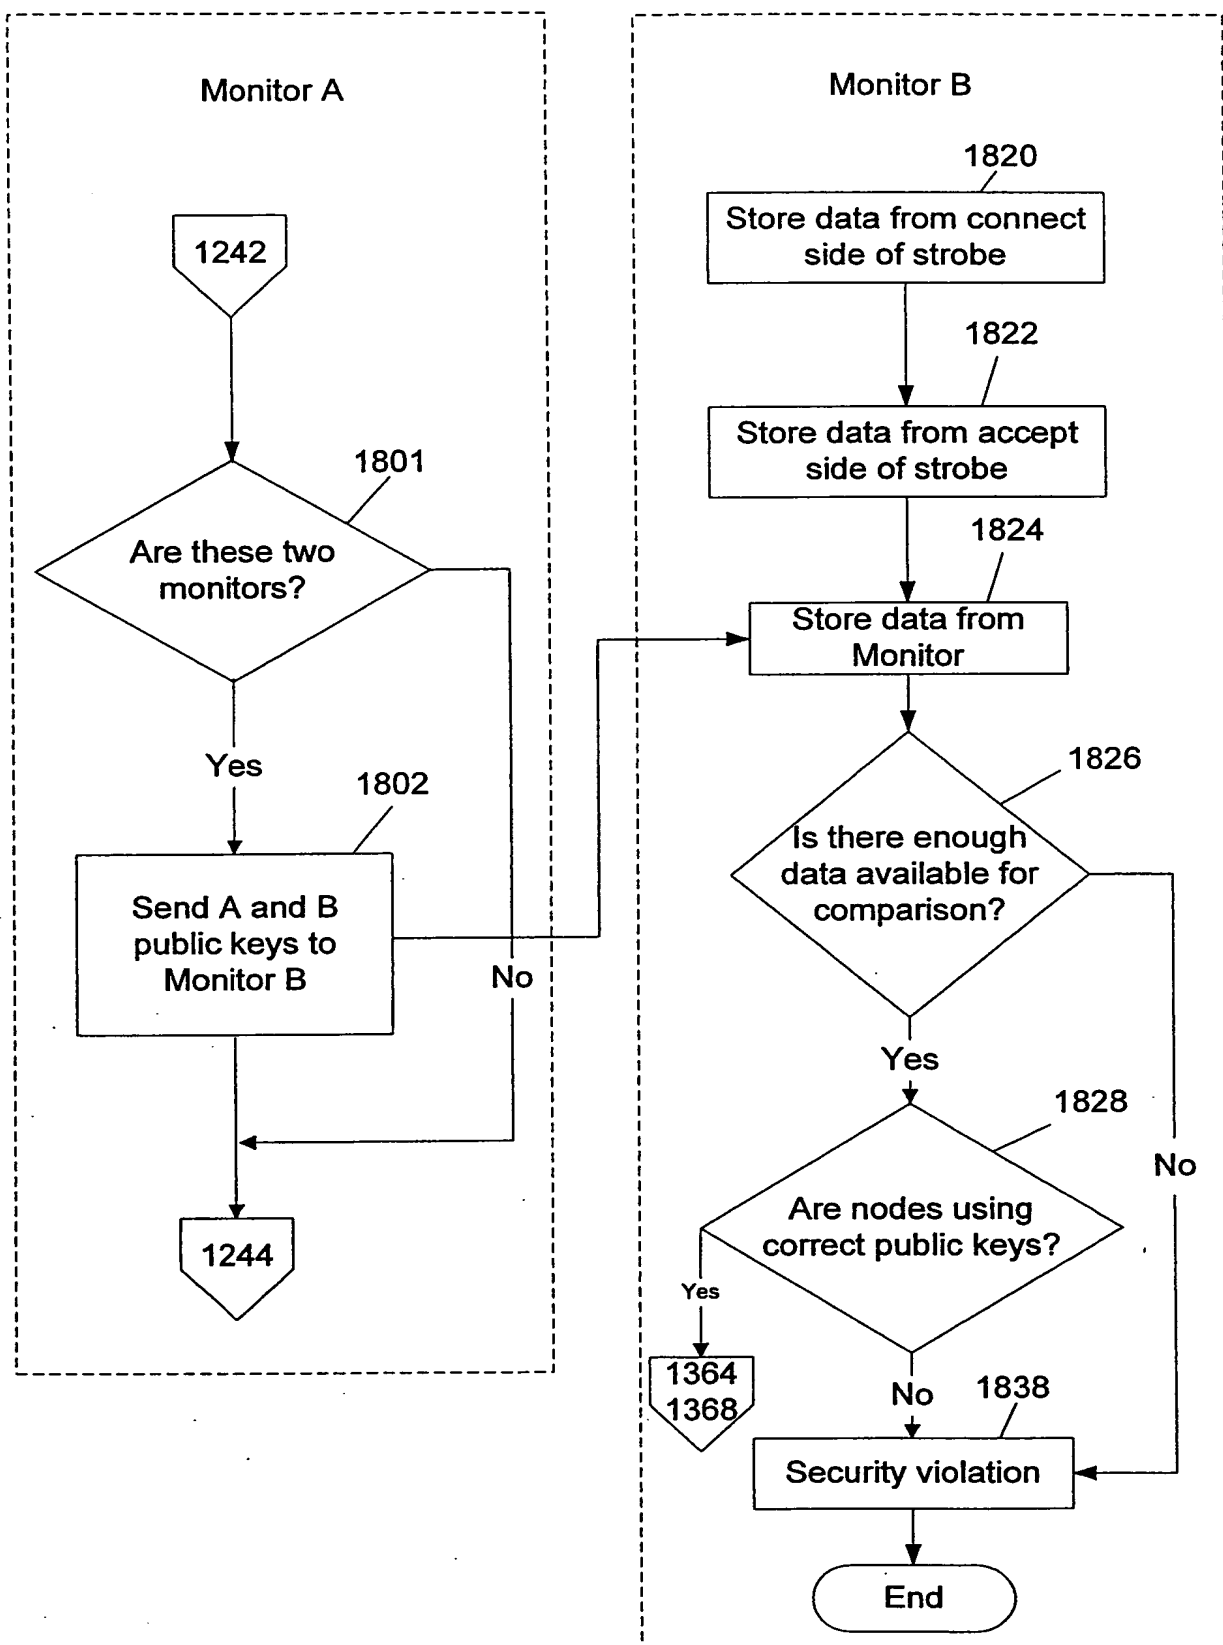 Monitor A
1242
1801
Are these two
monitors?
Yes
1802
Send A and B
public keys to
Monitor B
No
1244
Monitor B
1820
Store data from connect
side of strobe
1822
Store data from accept
side of strobe
1824
Store data from
Monitor
1826
Is there enough
data available for
comparison?
Yes
1828
No
Are nodes using
correct public keys?
Yes
1364
1368
No
1838
Security violation
End